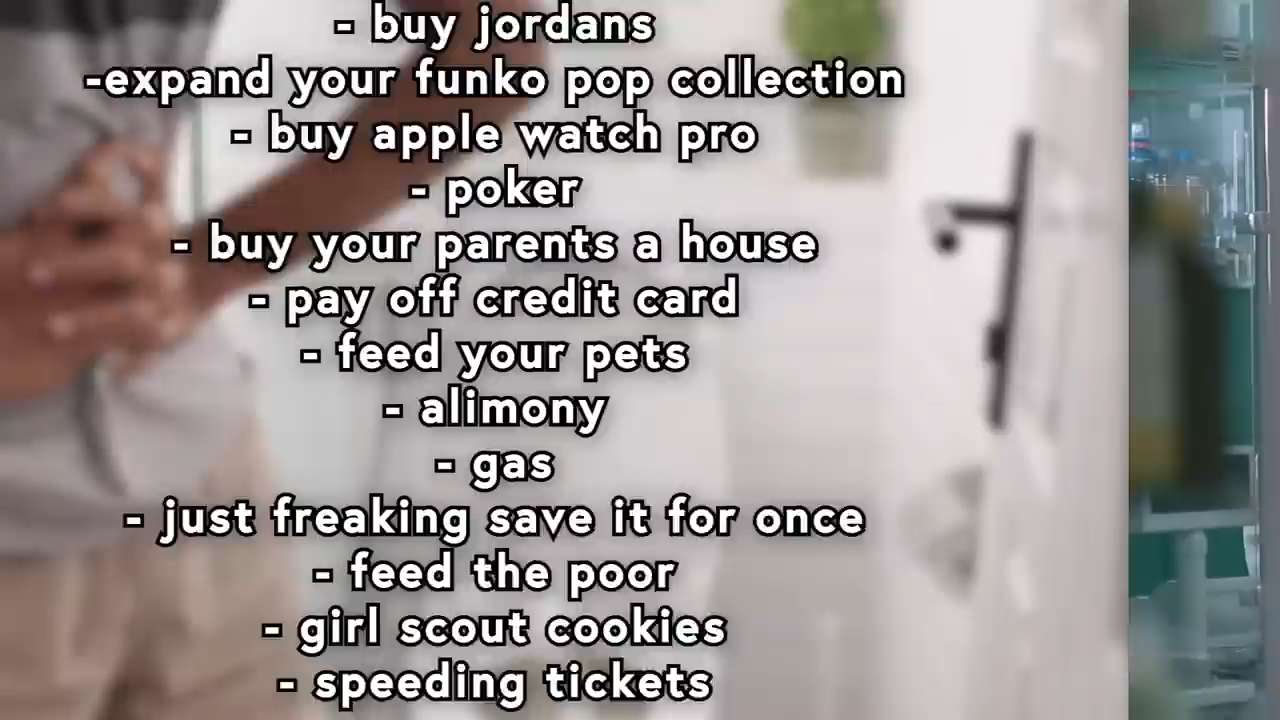 - buy jordans
-expand your funko pop collection
- buy apple watch pro
- poker
- buy your parents a house
- pay off credit card
- feed your pets
- alimony
- gas
- just freaking save it for once
- feed the poor
- girl scout cookies
- speeding tickets